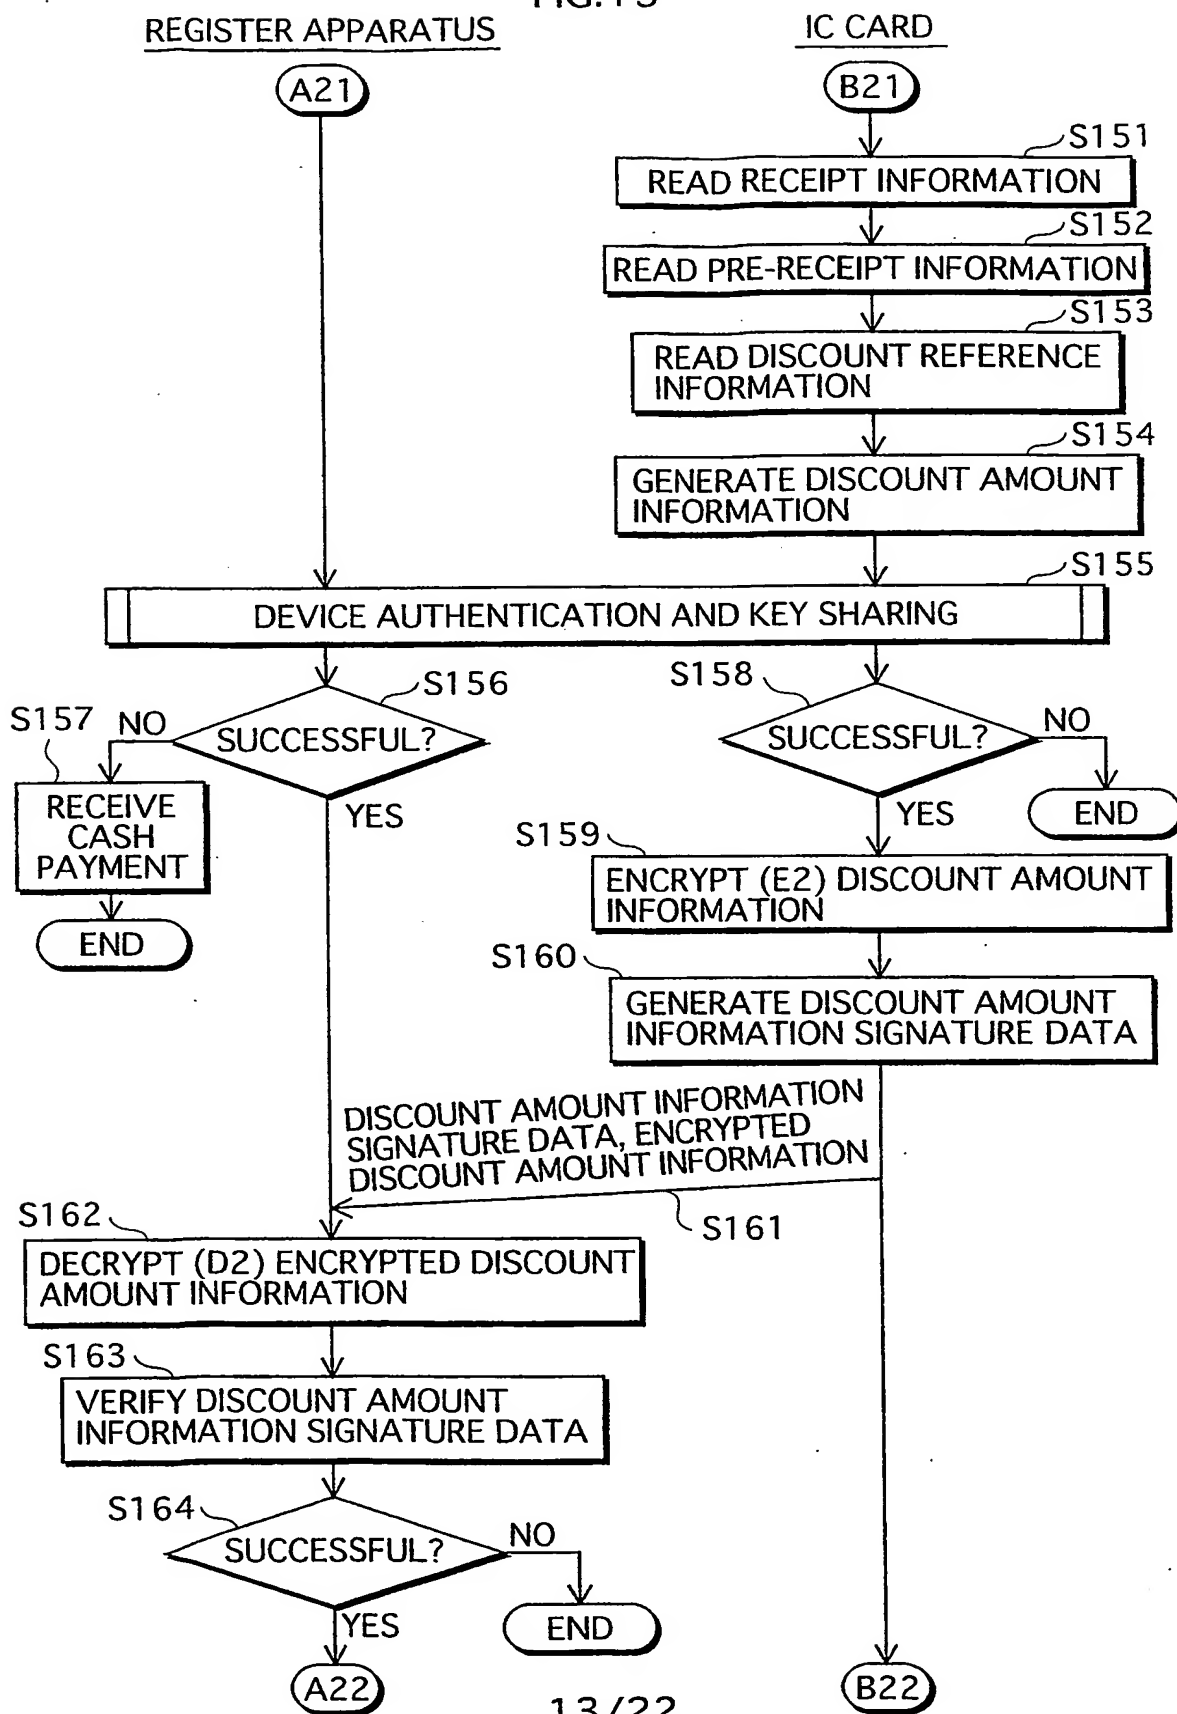 FIG.13
REGISTER APPARATUS
IC CARD
A21
B21
S151
READ RECEIPT INFORMATION
S152
READ PRE-RECEIPT INFORMATION
S153
READ DISCOUNT REFERENCE
INFORMATION
S154
GENERATE DISCOUNT AMOUNT
INFORMATION
S155
DEVICE AUTHENTICATION AND KEY SHARING
S156
SUCCESSFUL?
NO
YES
S157
RECEIVE
CASH
PAYMENT
END
S158
SUCCESSFUL?
NO
END
YES
S159
ENCRYPT (E2) DISCOUNT AMOUNT
INFORMATION
S160
GENERATE DISCOUNT AMOUNT
INFORMATION SIGNATURE DATA
DISCOUNT AMOUNT INFORMATION
SIGNATURE DATA, ENCRYPTED
DISCOUNT AMOUNT INFORMATION
S161
S162
DECRYPT (D2) ENCRYPTED DISCOUNT
AMOUNT INFORMATION
S163
VERIFY DISCOUNT AMOUNT
INFORMATION SIGNATURE DATA
S164
SUCCESSFUL?
NO
YES
END
A22
B22
13/22